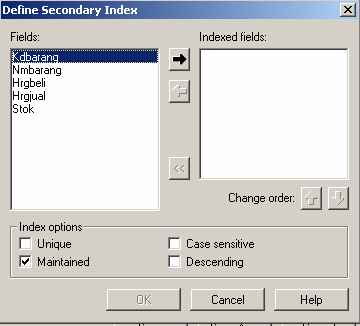 Define Secondary Index
Fields:
Indexed fields:
Kdbarang
Nmbarang
Hrgbeli
Hrgjual
Stok
Change order:
Index options
Unique
Case sensitive
Maintained
Descending
OK
Cancel
Help